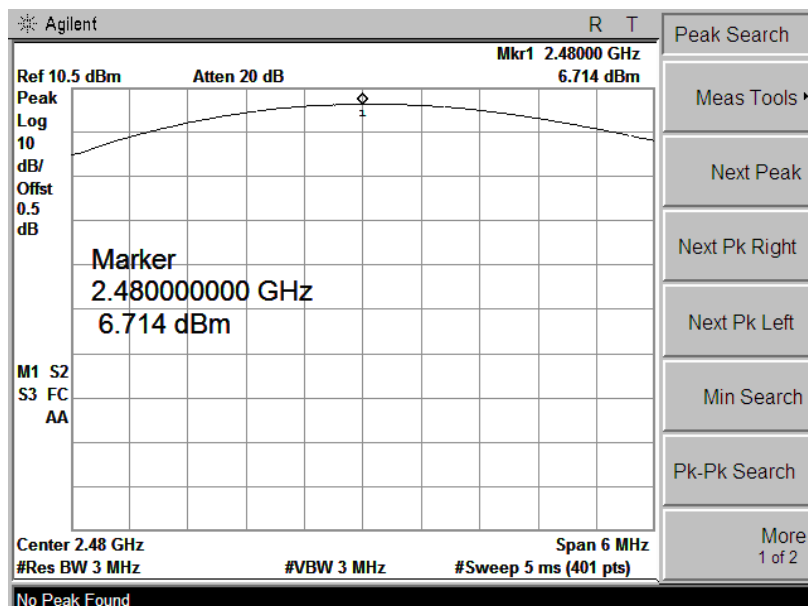 Agilent R T
Mkr1 2.48000 GHz
Ref 10.5 dBm Atten 20 dB 6.714 dBm
Peak
Log
10
dB/
Offst
0.5
dB
1
Marker
2.480000000 GHz
6.714 dBm
M1 S2
S3 FC
AA
Center 2.48 GHz Span 6 MHz
#Res BW 3 MHz #VBW 3 MHz #Sweep 5 ms (401 pts)
Peak Search
Meas Tools
Next Peak
Next Pk Right
Next Pk Left
Min Search
Pk-Pk Search
More
1 of 2
No Peak Found